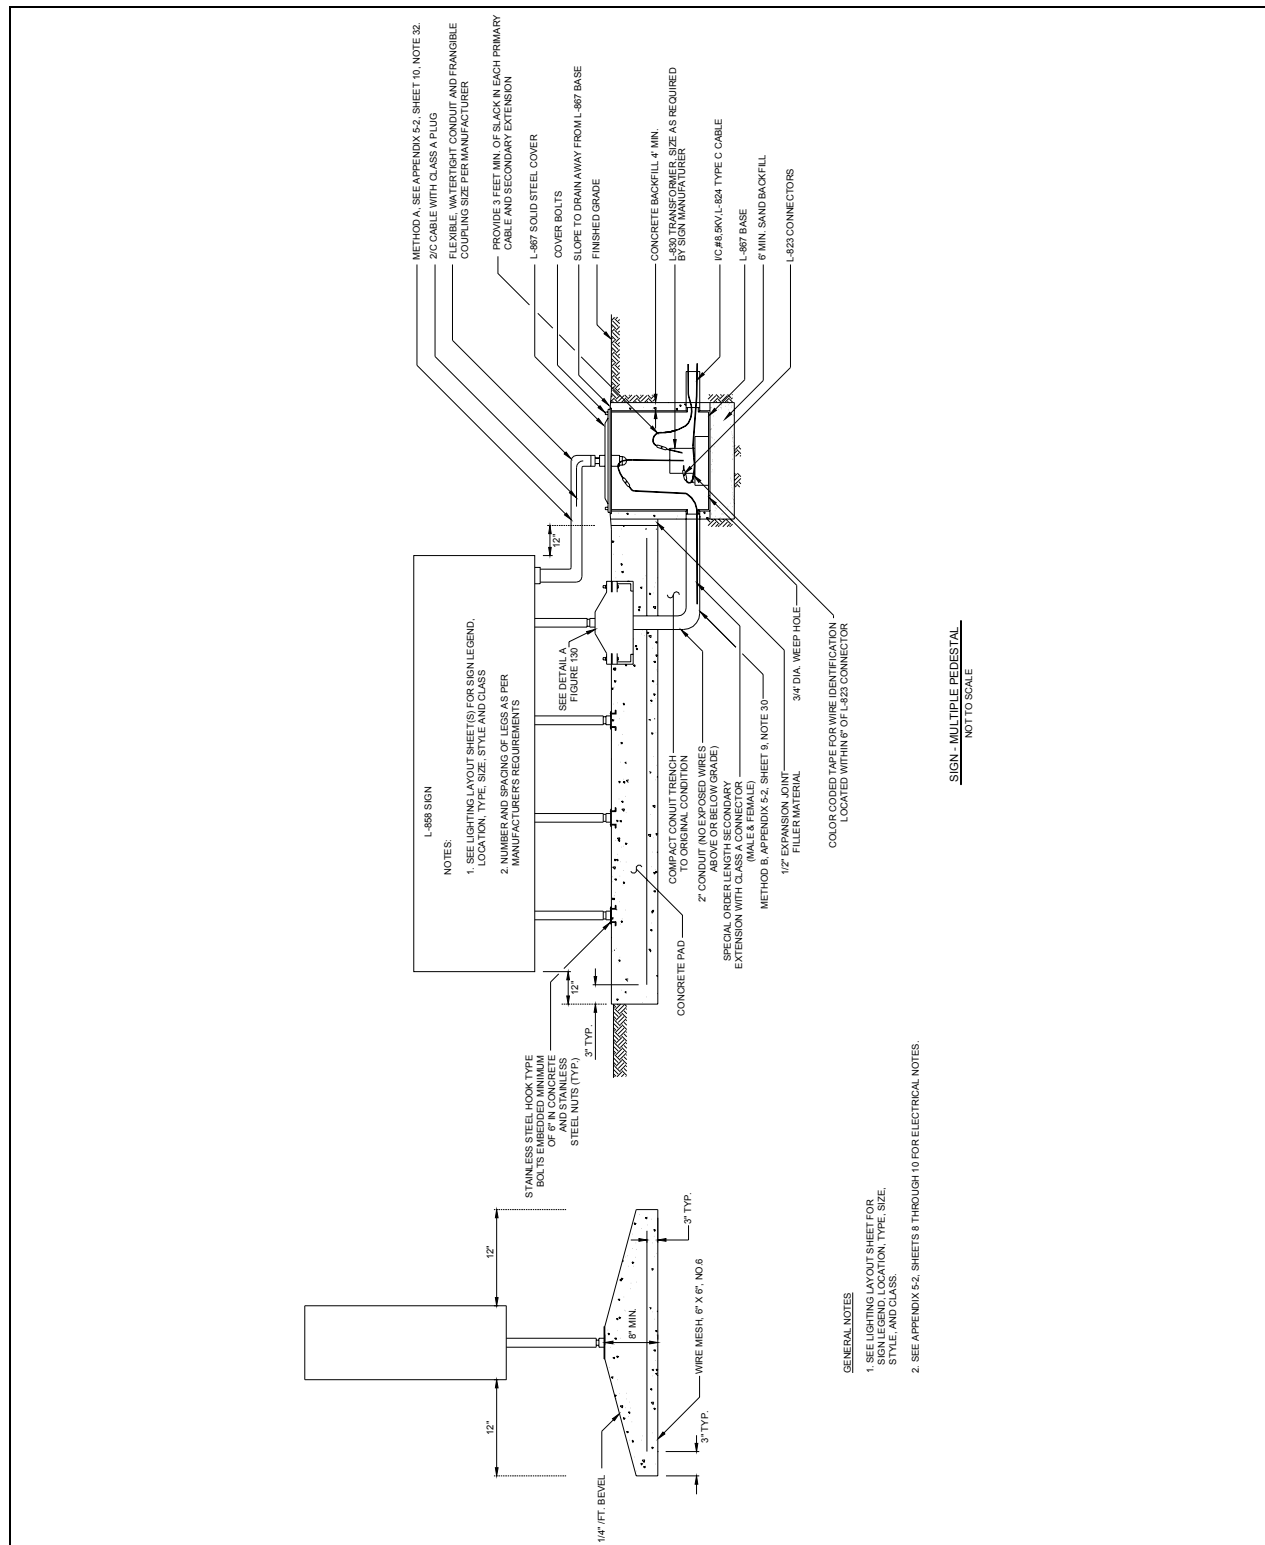 METHOD A, SEE APPENDIX 5-2, SHEET 10, NOTE 32.
2/C CABLE WITH CLASS A PLUG
FLEXIBLE, WATERTIGHT CONDUIT AND FRANGIBLE
COUPLING SIZE PER MANUFACTURER
PROVIDE 3 FEET MIN. OF SLACK IN EACH PRIMARY
CABLE AND SECONDARY EXTENSION
L-867 SOLID STEEL COVER
COVER BOLTS
SLOPE TO DRAIN AWAY FROM L-867 BASE
FINISHED GRADE
CONCRETE BACKFILL 4' MIN.
L-830 TRANSFORMER, SIZE AS REQUIRED
BY SIGN MANUFATURER
I/C,#8,5KV,L-824 TYPE C CABLE
L-867 BASE
6' MIN. SAND BACKFILL
L-823 CONNECTORS
12"
L-858 SIGN
NOTES:
1. SEE LIGHTING LAYOUT SHEET(S) FOR SIGN LEGEND,
LOCATION, TYPE, SIZE, STYLE AND CLASS
2. NUMBER AND SPACING OF LEGS AS PER
MANUFACTURER'S REQUIREMENTS
SEE DETAIL A
FIGURE 130
12"
3" TYP.
STAINLESS STEEL HOOK TYPE
BOLTS EMBEDDED MINIMUM
OF 6" IN CONCRETE
AND STAINLESS
STEEL NUTS (TYP.)
CONCRETE PAD
COMPACT CONUIT TRENCH
TO ORIGINAL CONDITION
2" CONDUIT (NO EXPOSED WIRES
ABOVE OR BELOW GRADE)
SPECIAL ORDER LENGTH SECONDARY
EXTENSION WITH CLASS A CONNECTOR
(MALE & FEMALE)
METHOD B, APPENDIX 5-2, SHEET 9, NOTE 30
1/2" EXPANSION JOINT
FILLER MATERIAL
3/4' DIA. WEEP HOLE
COLOR CODED TAPE FOR WIRE IDENTIFICATION
LOCATED WITHIN 6" OF L-823 CONNECTOR
SIGN - MULTIPLE PEDESTAL
NOT TO SCALE
12"
12"
1/4" /FT. BEVEL
8" MIN.
3" TYP.
WIRE MESH, 6" X 6", NO.6
3" TYP.
GENERAL NOTES
1. SEE LIGHTING LAYOUT SHEET FOR
SIGN LEGEND, LOCATION, TYPE, SIZE,
STYLE, AND CLASS.
2. SEE APPENDIX 5-2, SHEETS 8 THROUGH 10 FOR ELECTRICAL NOTES.